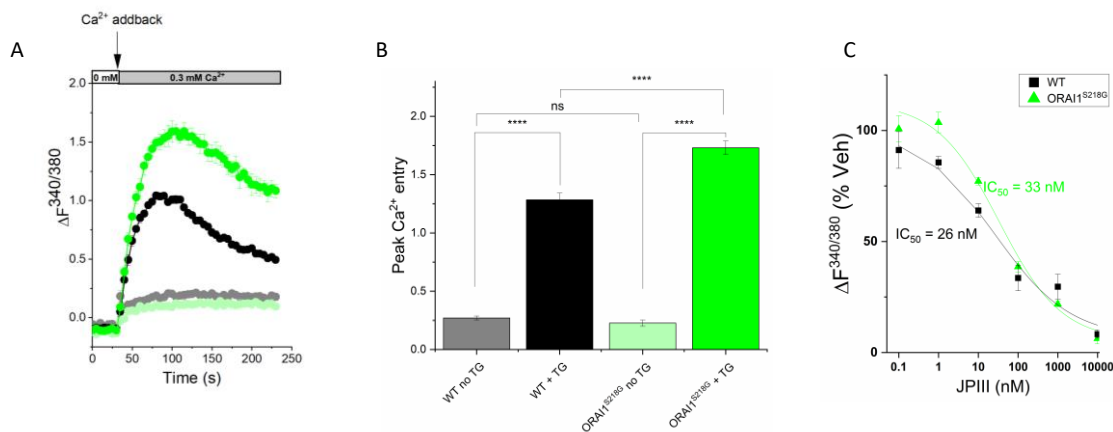 Ca²⁺ addback
A
0 mM
0.3 mM Ca²⁺
2.0
1.5
1.0
0.5
0.0
ΔF³⁴⁰/³⁸⁰
0 50 100 150 200 250
Time (s)
B
****
ns
****
****
2.0
1.5
1.0
0.5
0.0
Peak Ca²⁺ entry
WT no TG
WT + TG
ORAI1ˢ²¹⁸ᴳ no TG
ORAI1ˢ²¹⁸ᴳ + TG
C
WT
ORAI1ˢ²¹⁸ᴳ
100
50
0
ΔF³⁴⁰/³⁸⁰ (% Veh)
IC₅₀ = 33 nM
IC₅₀ = 26 nM
0.1 1 10 100 1000 10000
JPIII (nM)